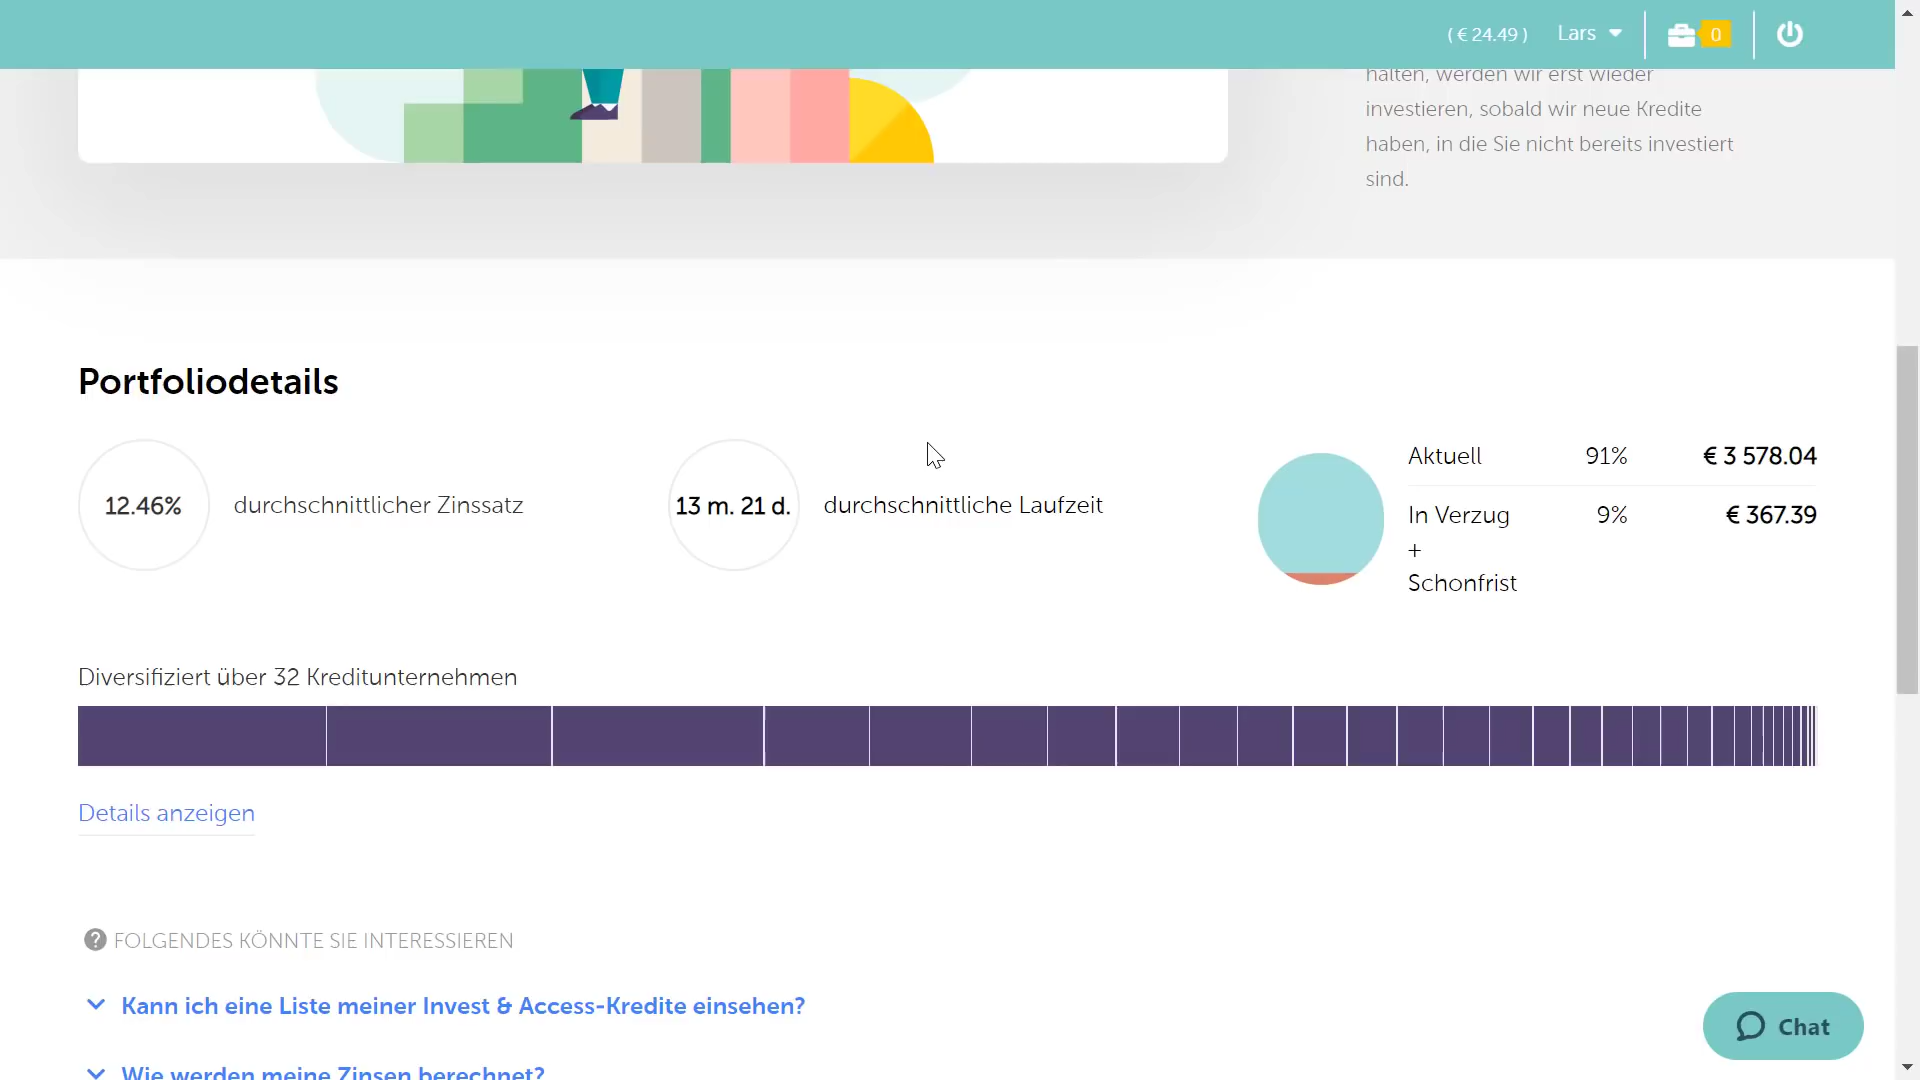 ( € 24.49 ) Lars 0
halten, werden wir erst wieder
investieren, sobald wir neue Kredite
haben, in die Sie nicht bereits investiert
sind.
Portfoliodetails
12.46% durchschnittlicher Zinssatz
13 m. 21 d. durchschnittliche Laufzeit
Aktuell 91% € 3 578.04
In Verzug 9% € 367.39
+
Schonfrist
Diversifiziert über 32 Kreditunternehmen
Details anzeigen
? FOLGENDES KÖNNTE SIE INTERESSIEREN
Kann ich eine Liste meiner Invest & Access-Kredite einsehen?
Wie werden meine Zinsen berechnet?
Chat